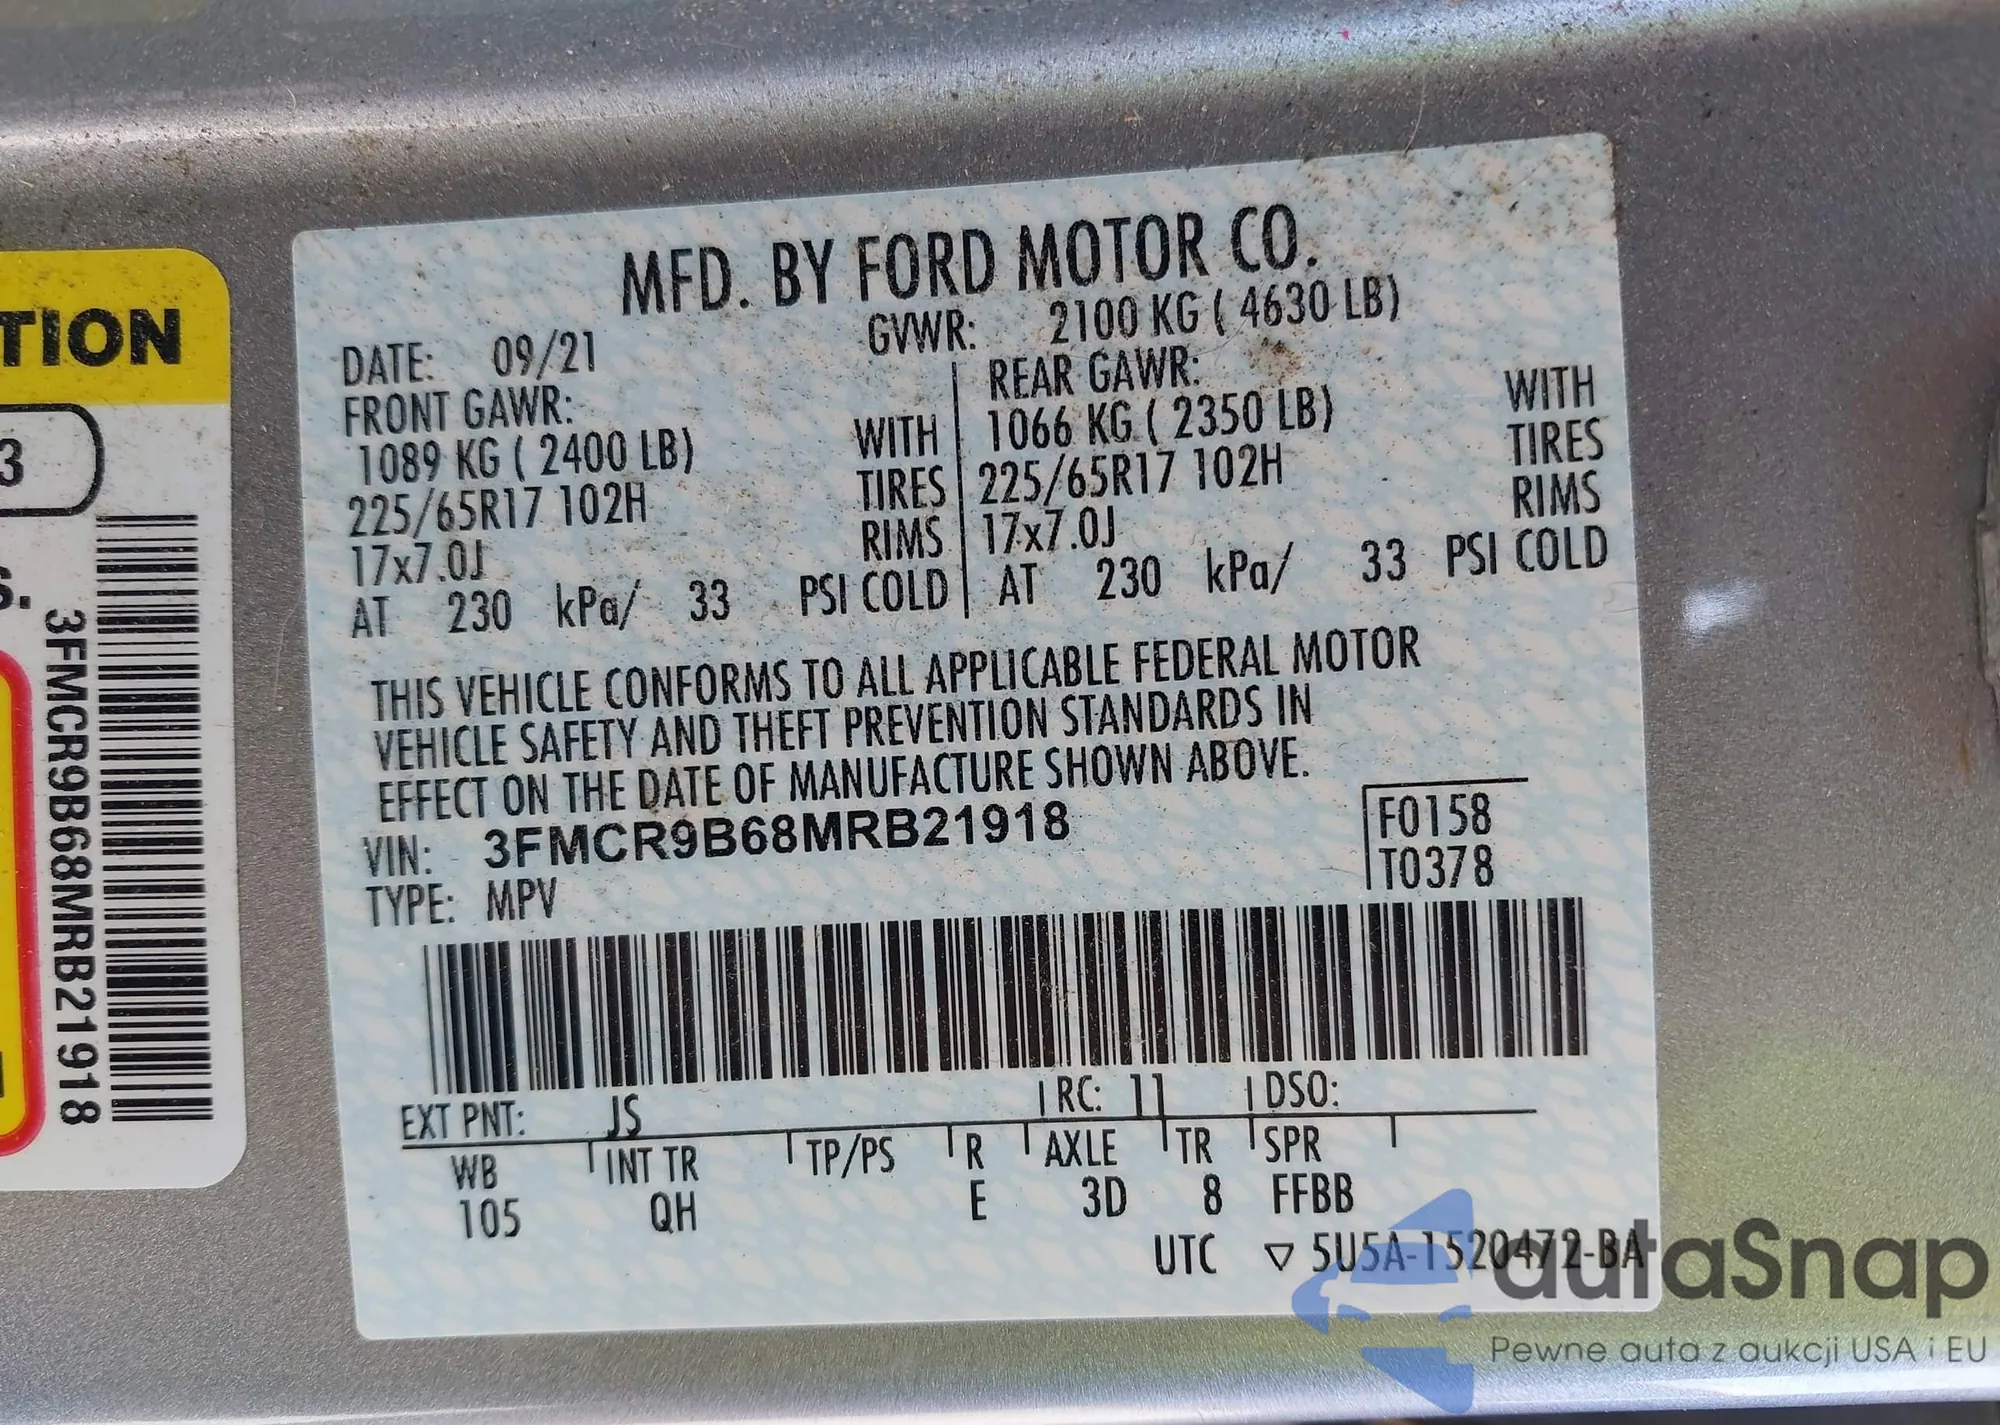 TION
3
S.
3FMCR9B68MRB21918
MFD. BY FORD MOTOR CO.
DATE: 09/21 GVWR: 2100 KG ( 4630 LB)
FRONT GAWR: REAR GAWR:
1089 KG ( 2400 LB) WITH 1066 KG ( 2350 LB) WITH
225/65R17 102H TIRES 225/65R17 102H TIRES
17x7.0J RIMS 17x7.0J RIMS
AT 230 kPa/ 33 PSI COLD AT 230 kPa/ 33 PSI COLD
THIS VEHICLE CONFORMS TO ALL APPLICABLE FEDERAL MOTOR
VEHICLE SAFETY AND THEFT PREVENTION STANDARDS IN
EFFECT ON THE DATE OF MANUFACTURE SHOWN ABOVE.
VIN: 3FMCR9B68MRB21918 F0158
TYPE: MPV T0378
EXT PNT: JS RC: 11 DSO:
WB INT TR TP/PS R AXLE TR SPR
105 QH E 3D 8 FFBB
UTC ▽ 5U5A-1520472-BA
autaSnap
Pewne auta z aukcji USA i EU